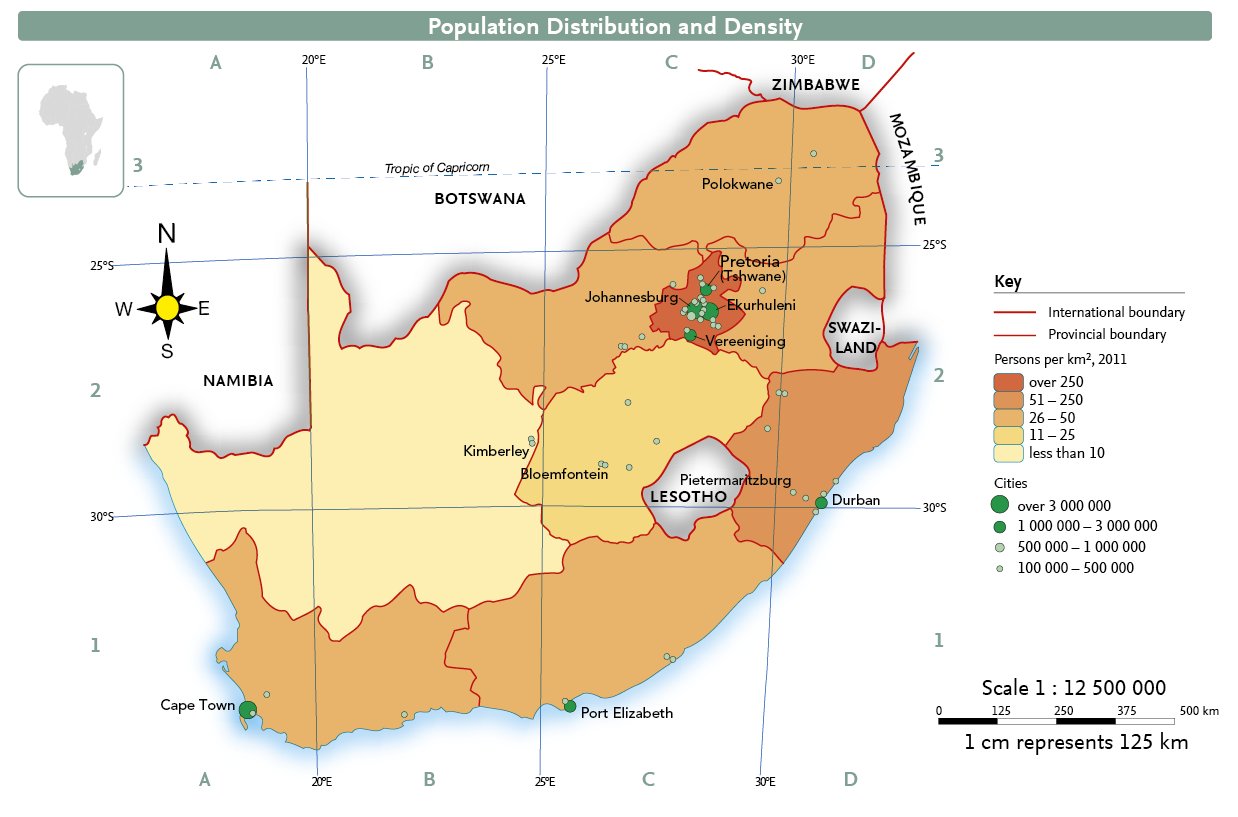 Population Distribution and Density
A
B
C
D
20°E
25°E
30°E
ZIMBABWE
MOZAMBIQUE
3
3
Tropic of Capricorn
BOTSWANA
Polokwane
N
W
E
S
25°S
25°S
Pretoria
(Tshwane)
Johannesburg
Ekurhuleni
Vereeniging
SWAZI-
LAND
NAMIBIA
2
2
Kimberley
Bloemfontein
Pietermaritzburg
LESOTHO
Durban
30°S
30°S
1
1
Cape Town
Port Elizabeth
20°E
25°E
30°E
A
B
C
D
Key
International boundary
Provincial boundary
Persons per km², 2011
over 250
51 – 250
26 – 50
11 – 25
less than 10
Cities
over 3 000 000
1 000 000 – 3 000 000
500 000 – 1 000 000
100 000 – 500 000
Scale 1 : 12 500 000
0 125 250 375 500 km
1 cm represents 125 km